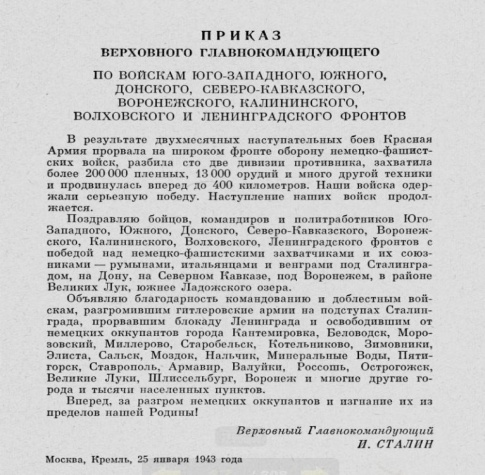 ПРИКАЗ
ВЕРХОВНОГО ГЛАВНОКОМАНДУЮЩЕГО
ПО ВОЙСКАМ ЮГО-ЗАПАДНОГО, ЮЖНОГО,
ДОНСКОГО, СЕВЕРО-КАВКАЗСКОГО,
ВОРОНЕЖСКОГО, КАЛИНИНСКОГО,
ВОЛХОВСКОГО И ЛЕНИНГРАДСКОГО ФРОНТОВ
В результате двухмесячных наступательных боев Красная
Армия прорвала на широком фронте оборону немецко-фашист-
ских войск, разбила сто две дивизии противника, захватила
более 200 000 пленных, 13 000 орудий и много другой техники
и продвинулась вперед до 400 километров. Наши войска одер-
жали серьезную победу. Наступление наших войск продол-
жается.
Поздравляю бойцов, командиров и политработников Юго-
Западного, Южного, Донского, Северо-Кавказского, Воронеж-
ского, Калининского, Волховского, Ленинградского фронтов с
победой над немецко-фашистскими захватчиками и их союз-
никами — румынами, итальянцами и венграми под Сталингра-
дом, на Дону, на Северном Кавказе, под Воронежем, в районе
Великих Лук, южнее Ладожского озера.
Объявляю благодарность командованию и доблестным вой-
скам, разгромившим гитлеровские армии на подступах Сталин-
града, прорвавшим блокаду Ленинграда и освободившим от
немецких оккупантов города Кантемировка, Беловодск, Моро-
зовский, Миллерово, Старобельск, Котельниково, Зимовники,
Элиста, Сальск, Моздок, Нальчик, Минеральные Воды, Пяти-
горск, Ставрополь, Армавир, Валуйки, Россошь, Острогожск,
Великие Луки, Шлиссельбург, Воронеж и многие другие го-
рода и тысячи населенных пунктов.
Вперед, за разгром немецких оккупантов и изгнание их из
пределов нашей Родины!
Верховный Главнокомандующий
И. СТАЛИН
Москва, Кремль, 25 января 1943 года